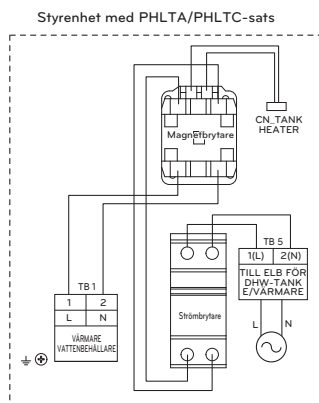 Styrenhet med PHLTA/PHLTC-sats
CN_TANK
HEATER
Magnetbrytare
TB 5
1(L) 2(N)
TILL ELB FÖR
DHW-TANK
E/VÄRMARE
L N
TB 1
1 2
L N
VÄRMARE
VATTENBEHÅLLARE
Strömbrytare